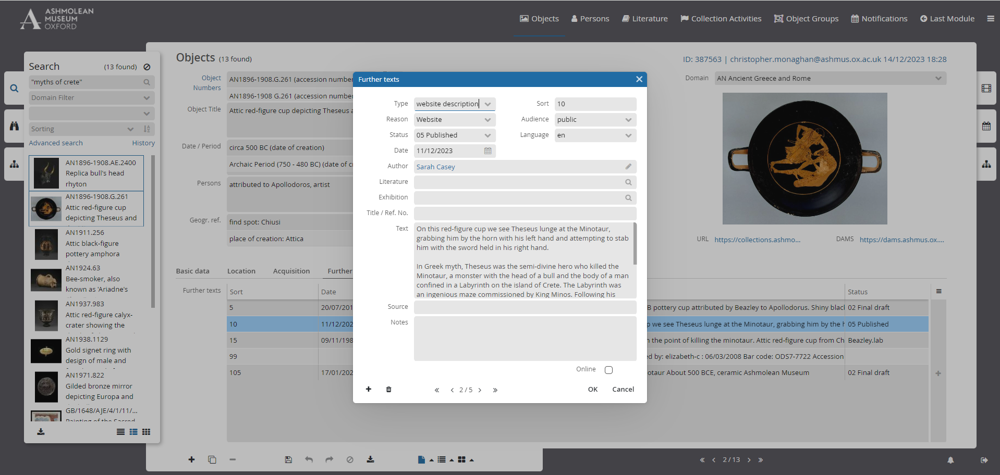 ASHMOLEAN
MUSEUM
OXFORD
Objects
Persons
Literature
Collection Activities
Object Groups
Notifications
Last Module
Search
(13 found)
"myths of crete"
Domain Filter
Sorting
Advanced search
History
AN1896-1908.AE.2400
Replica bull's head
rhyton
AN1896-1908.G.261
Attic red-figure cup
depicting Theseus and
AN1911.256
Attic black-figure
pottery amphora
AN1924.63
Bee-smoker, also
known as 'Ariadne's
AN1937.983
Attic red-figure calyx-
crater showing the
AN1938.1129
Gold signet ring with
design of male and
AN1971.822
Gilded bronze mirror
depicting Europa and
GB/1648/AJE/4/1/11/...
Painting of the Sacred
Objects (13 found)
ID: 387563 | christopher.monaghan@ashmus.ox.ac.uk 14/12/2023 18:28
Object
Numbers
AN1896-1908.G.261 (accession number
AN1896-1908 G.261 (accession number
Object Title
Attic red-figure cup depicting Theseus a
Date / Period
circa 500 BC (date of creation)
Archaic Period (750 - 480 BC) (date of c
Persons
attributed to Apollodoros, artist
Geogr. ref.
find spot: Chiusi
place of creation: Attica
Domain
AN Ancient Greece and Rome
URL
https://collections.ashmo...
DAMS
https://dams.ashmus.ox....
Basic data
Location
Acquisition
Further
Further texts
Sort
Date
Status
5
20/07/201
B pottery cup attributed by Beazley to Apollodorus. Shiny black
02 Final draft
10
11/12/202
p we see Theseus lunge at the Minotaur, grabbing him by the h
05 Published
15
09/11/198
n the point of killing the minotaur. Attic red-figure cup from Ch
Beazley.lab
99
ed by: elizabeth-c : 06/03/2008 Bar code: ODS7-7722 Accession
105
17/01/202
otaur About 500 BCE, ceramic Ashmolean Museum
02 Final draft
2 / 13
Further texts
Type
website description
Sort
10
Reason
Website
Audience
public
Status
05 Published
Language
en
Date
11/12/2023
Author
Sarah Casey
Literature
Exhibition
Title / Ref. No.
Text
On this red-figure cup we see Theseus lunge at the Minotaur,
grabbing him by the horn with his left hand and attempting to stab
him with the sword held in his right hand.
In Greek myth, Theseus was the semi-divine hero who killed the
Minotaur, a monster with the head of a bull and the body of a man
confined in a Labyrinth on the island of Crete. The Labyrinth was
an ingenious maze commissioned by King Minos. Following his
Source
Notes
Online
2 / 5
OK
Cancel